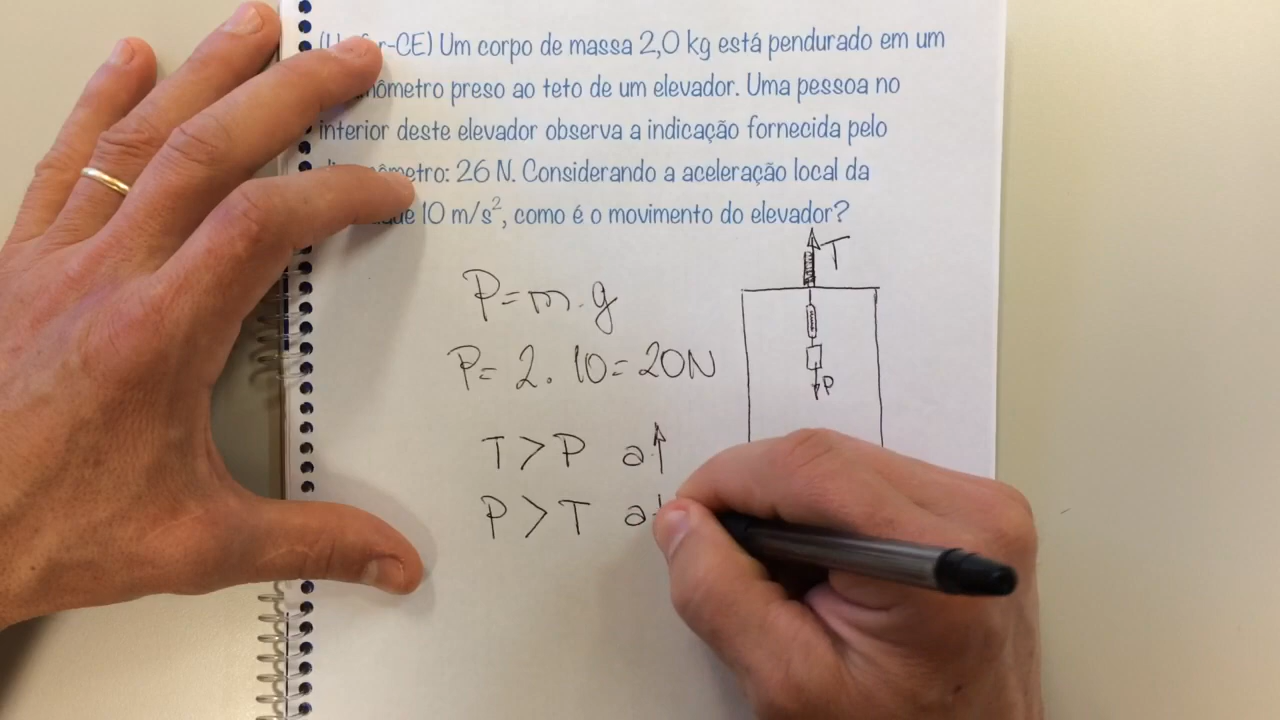 -CE) Um corpo de massa 2,0 kg está pendurado em um
preso ao teto de um elevador. Uma pessoa no
interior deste elevador observa a indicação fornecida pelo
26 N. Considerando a aceleração local da
10 m/s², como é o movimento do elevador?
T
P=m.g
P= 2. 10= 20N
P
T>P a↑
P>T a